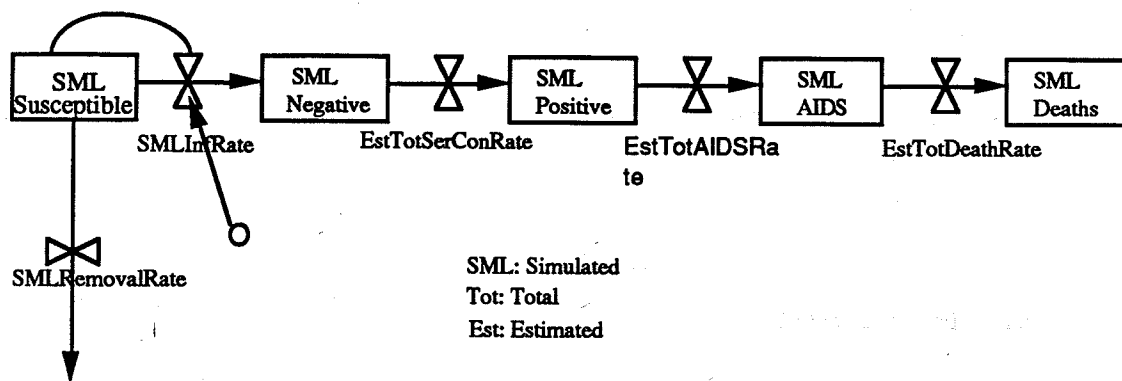 SML
Susceptible
SML
Negative
SML
Positive
SML
AIDS
SML
Deaths
SMLInfRate
EstTotSerConRate
EstTotAIDSRa
te
EstTotDeathRate
SMLRemovalRate
SML: Simulated
Tot: Total
Est: Estimated